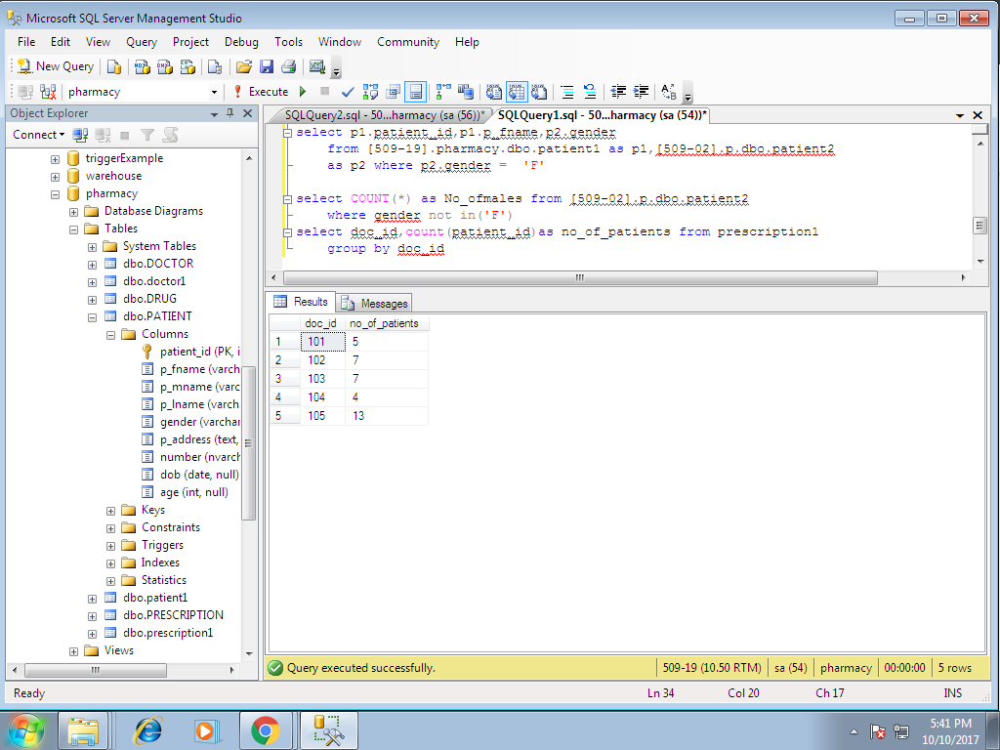 Microsoft SQL Server Management Studio
File Edit View Query Project Debug Tools Window Community Help
New Query
pharmacy Execute
Object Explorer
Connect
triggerExample
warehouse
pharmacy
Database Diagrams
Tables
System Tables
dbo.DOCTOR
dbo.doctor1
dbo.DRUG
dbo.PATIENT
Columns
patient_id (PK, i
p_fname (varch
p_mname (varc
p_lname (varch
gender (varchar
p_address (text,
number (nvarch
dob (date, null)
age (int, null)
Keys
Constraints
Triggers
Indexes
Statistics
dbo.patient1
dbo.PRESCRIPTION
dbo.prescription1
Views
SQLQuery2.sql - 50...harmacy (sa (56))* SQLQuery1.sql - 50...harmacy (sa (54))*
select p1.patient_id,p1.p_fname,p2.gender
from [509-19].pharmacy.dbo.patient1 as p1,[509-02].p.dbo.patient2
as p2 where p2.gender = 'F'
select COUNT(*) as No_ofmales from [509-02].p.dbo.patient2
where gender not in('F')
select doc_id,count(patient_id)as no_of_patients from prescription1
group by doc_id
Results Messages
doc_id no_of_patients
1 101 5
2 102 7
3 103 7
4 104 4
5 105 13
Query executed successfully. 509-19 (10.50 RTM) sa (54) pharmacy 00:00:00 5 rows
Ready Ln 34 Col 20 Ch 17 INS
5:41 PM
10/10/2017